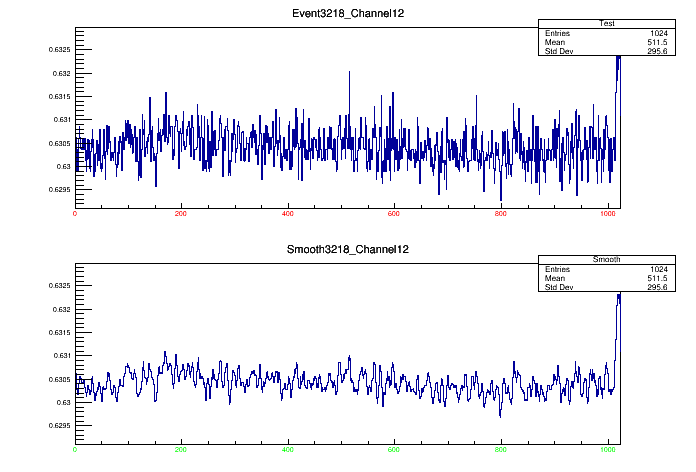 Event3218_Channel12
Test
Entries 1024
Mean 511.5
Std Dev 295.6
0.6325
0.632
0.6315
0.631
0.6305
0.63
0.6295
0 200 400 600 800 1000
Smooth3218_Channel12
Smooth
Entries 1024
Mean 511.5
Std Dev 295.6
0.6325
0.632
0.6315
0.631
0.6305
0.63
0.6295
0 200 400 600 800 1000